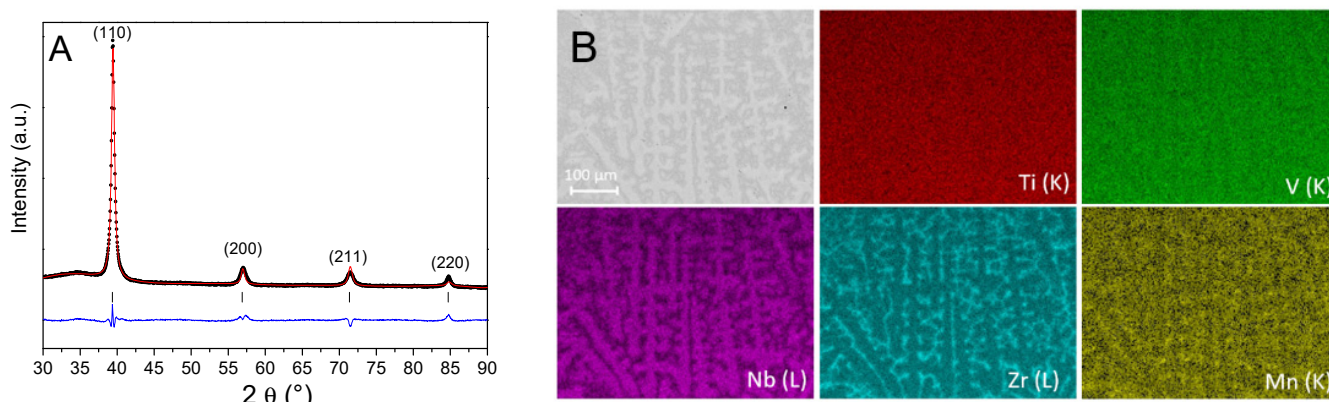 A
(110)
(200)
(211)
(220)
Intensity (a.u.)
30 35 40 45 50 55 60 65 70 75 80 85 90
2 θ (°)
B
100 μm
Ti (K)
V (K)
Nb (L)
Zr (L)
Mn (K)